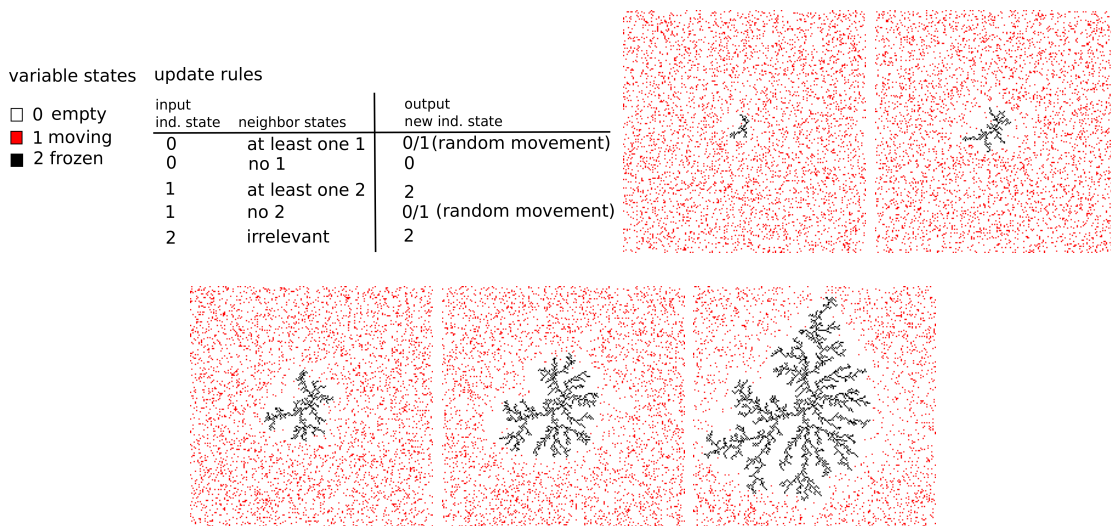 variable states update rules
0 empty
1 moving
2 frozen
input
ind. state neighbor states
output
new ind. state
0 at least one 1 0/1(random movement)
0 no 1 0
1 at least one 2 2
1 no 2 0/1 (random movement)
2 irrelevant 2